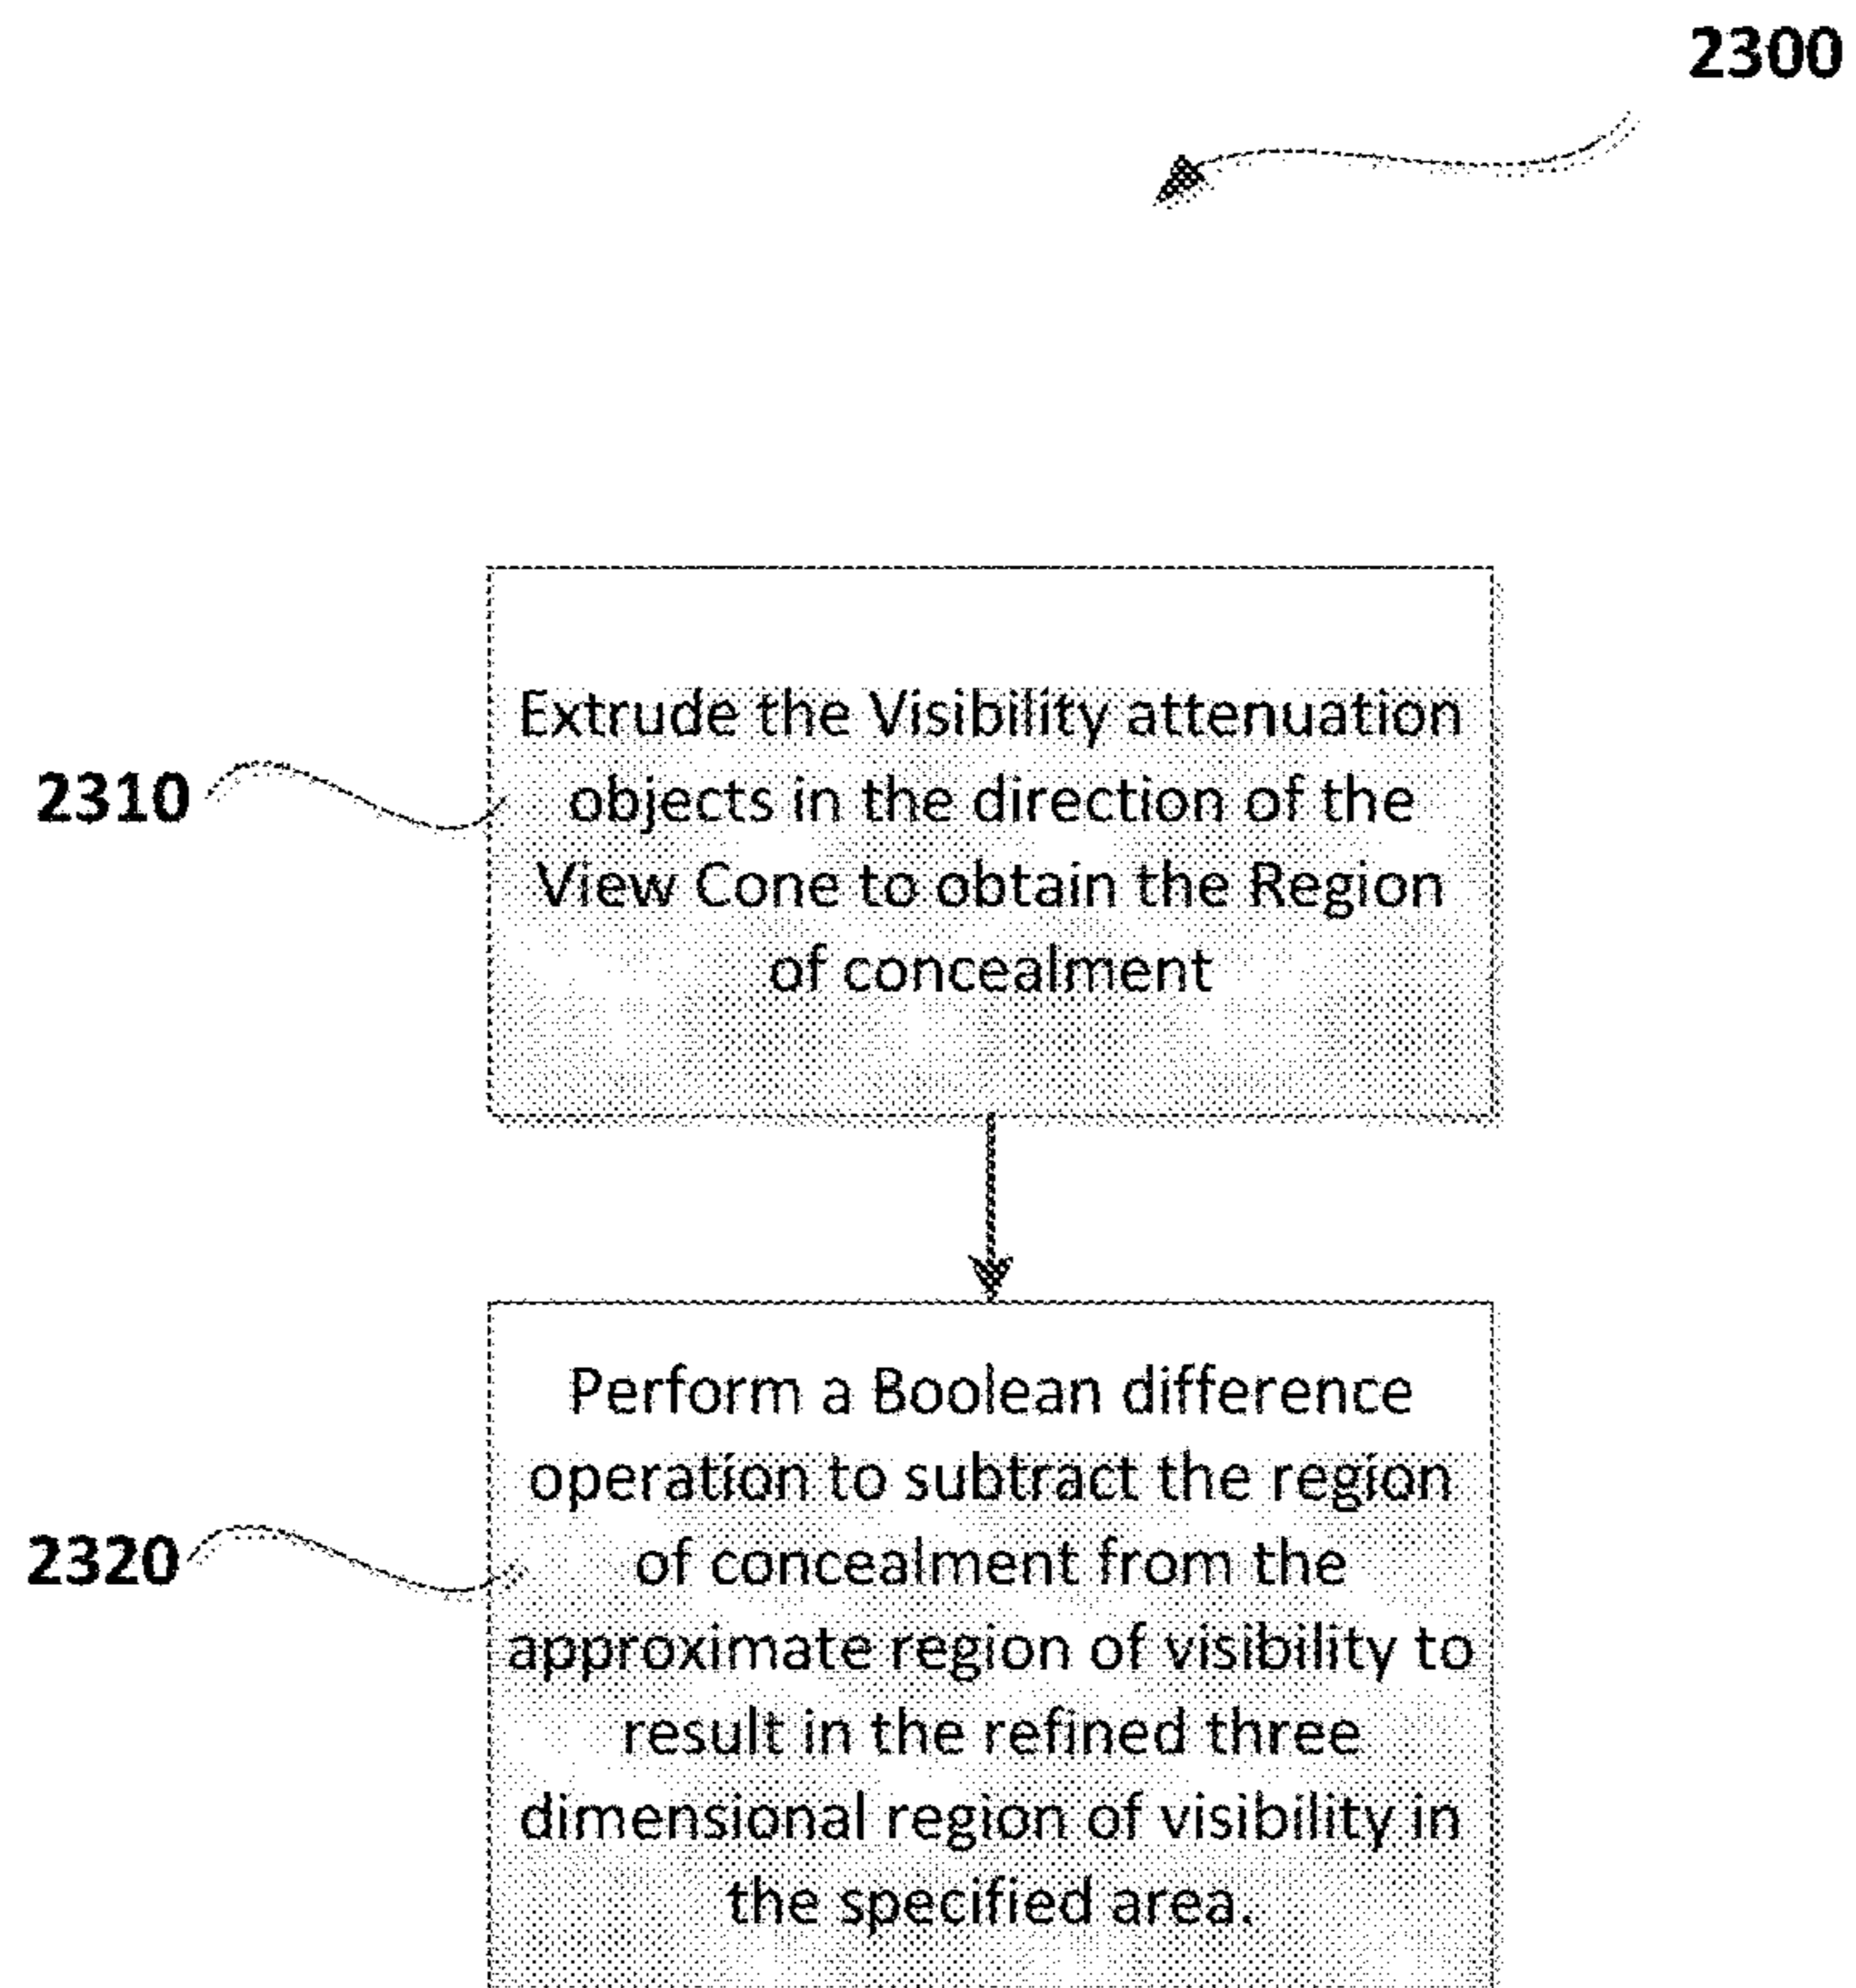 2300
Extrude the Visibility attenuation
objects in the direction of the
View Cone to obtain the Region
of concealment
2310
Perform a Boolean difference
operation to subtract the region
of concealment from the
approximate region of visibility to
result in the refined three
dimensional region of visibility in
the specified area.
2320